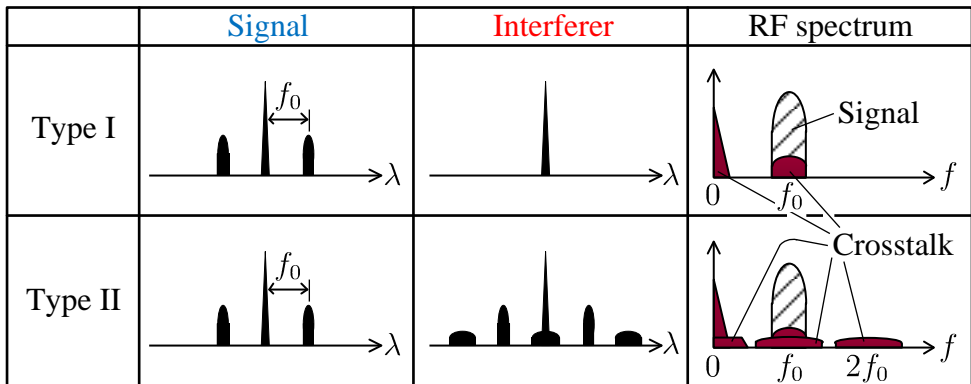 Signal Interferer RF spectrum
Type I
f₀
λ
λ
Signal
0 f₀ f
Crosstalk
Type II
f₀
λ
λ
0 f₀ 2f₀ f